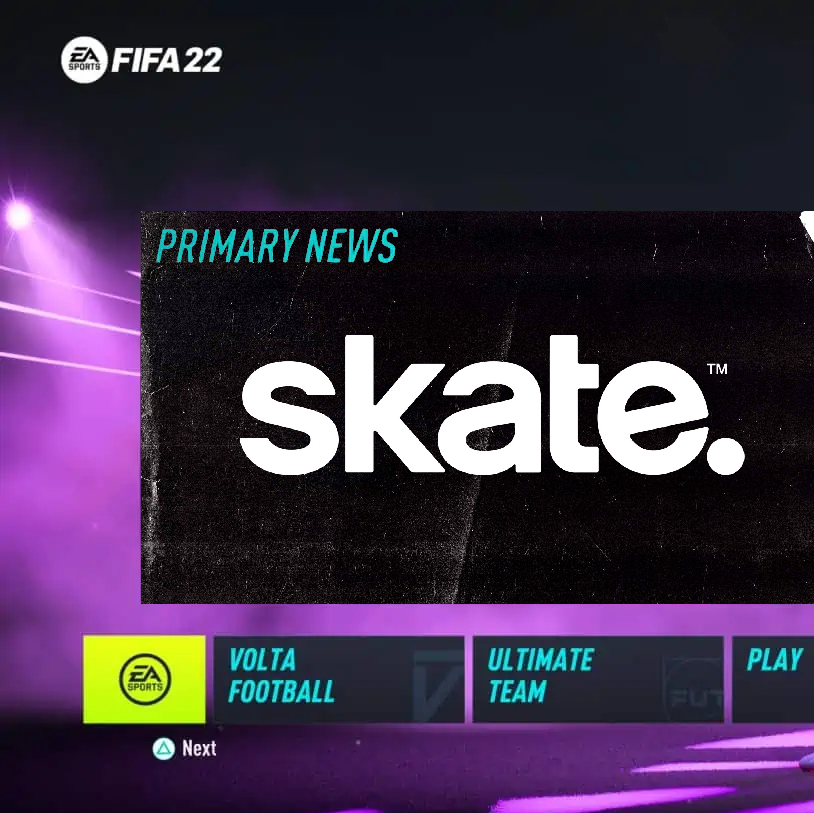 EA SPORTS FIFA 22
PRIMARY NEWS
skate.™
EA SPORTS
VOLTA FOOTBALL
ULTIMATE TEAM
FUT
PLAY
Next